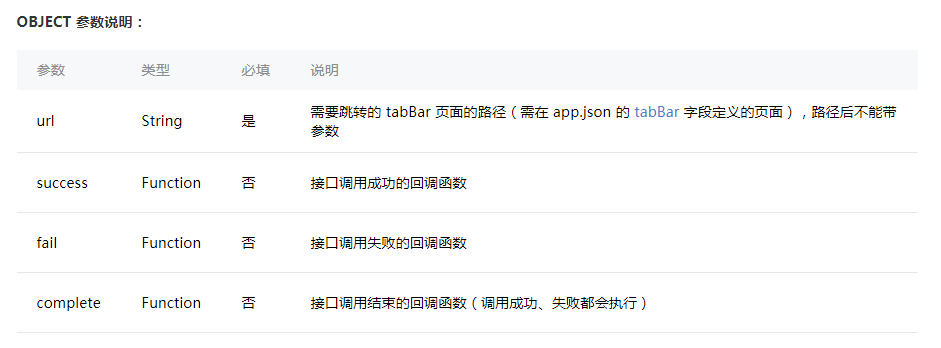 OBJECT 参数说明：
参数 类型 必填 说明
url String 是 需要跳转的 tabBar 页面的路径（需在 app.json 的 tabBar 字段定义的页面），路径后不能带
参数
success Function 否 接口调用成功的回调函数
fail Function 否 接口调用失败的回调函数
complete Function 否 接口调用结束的回调函数（调用成功、失败都会执行）